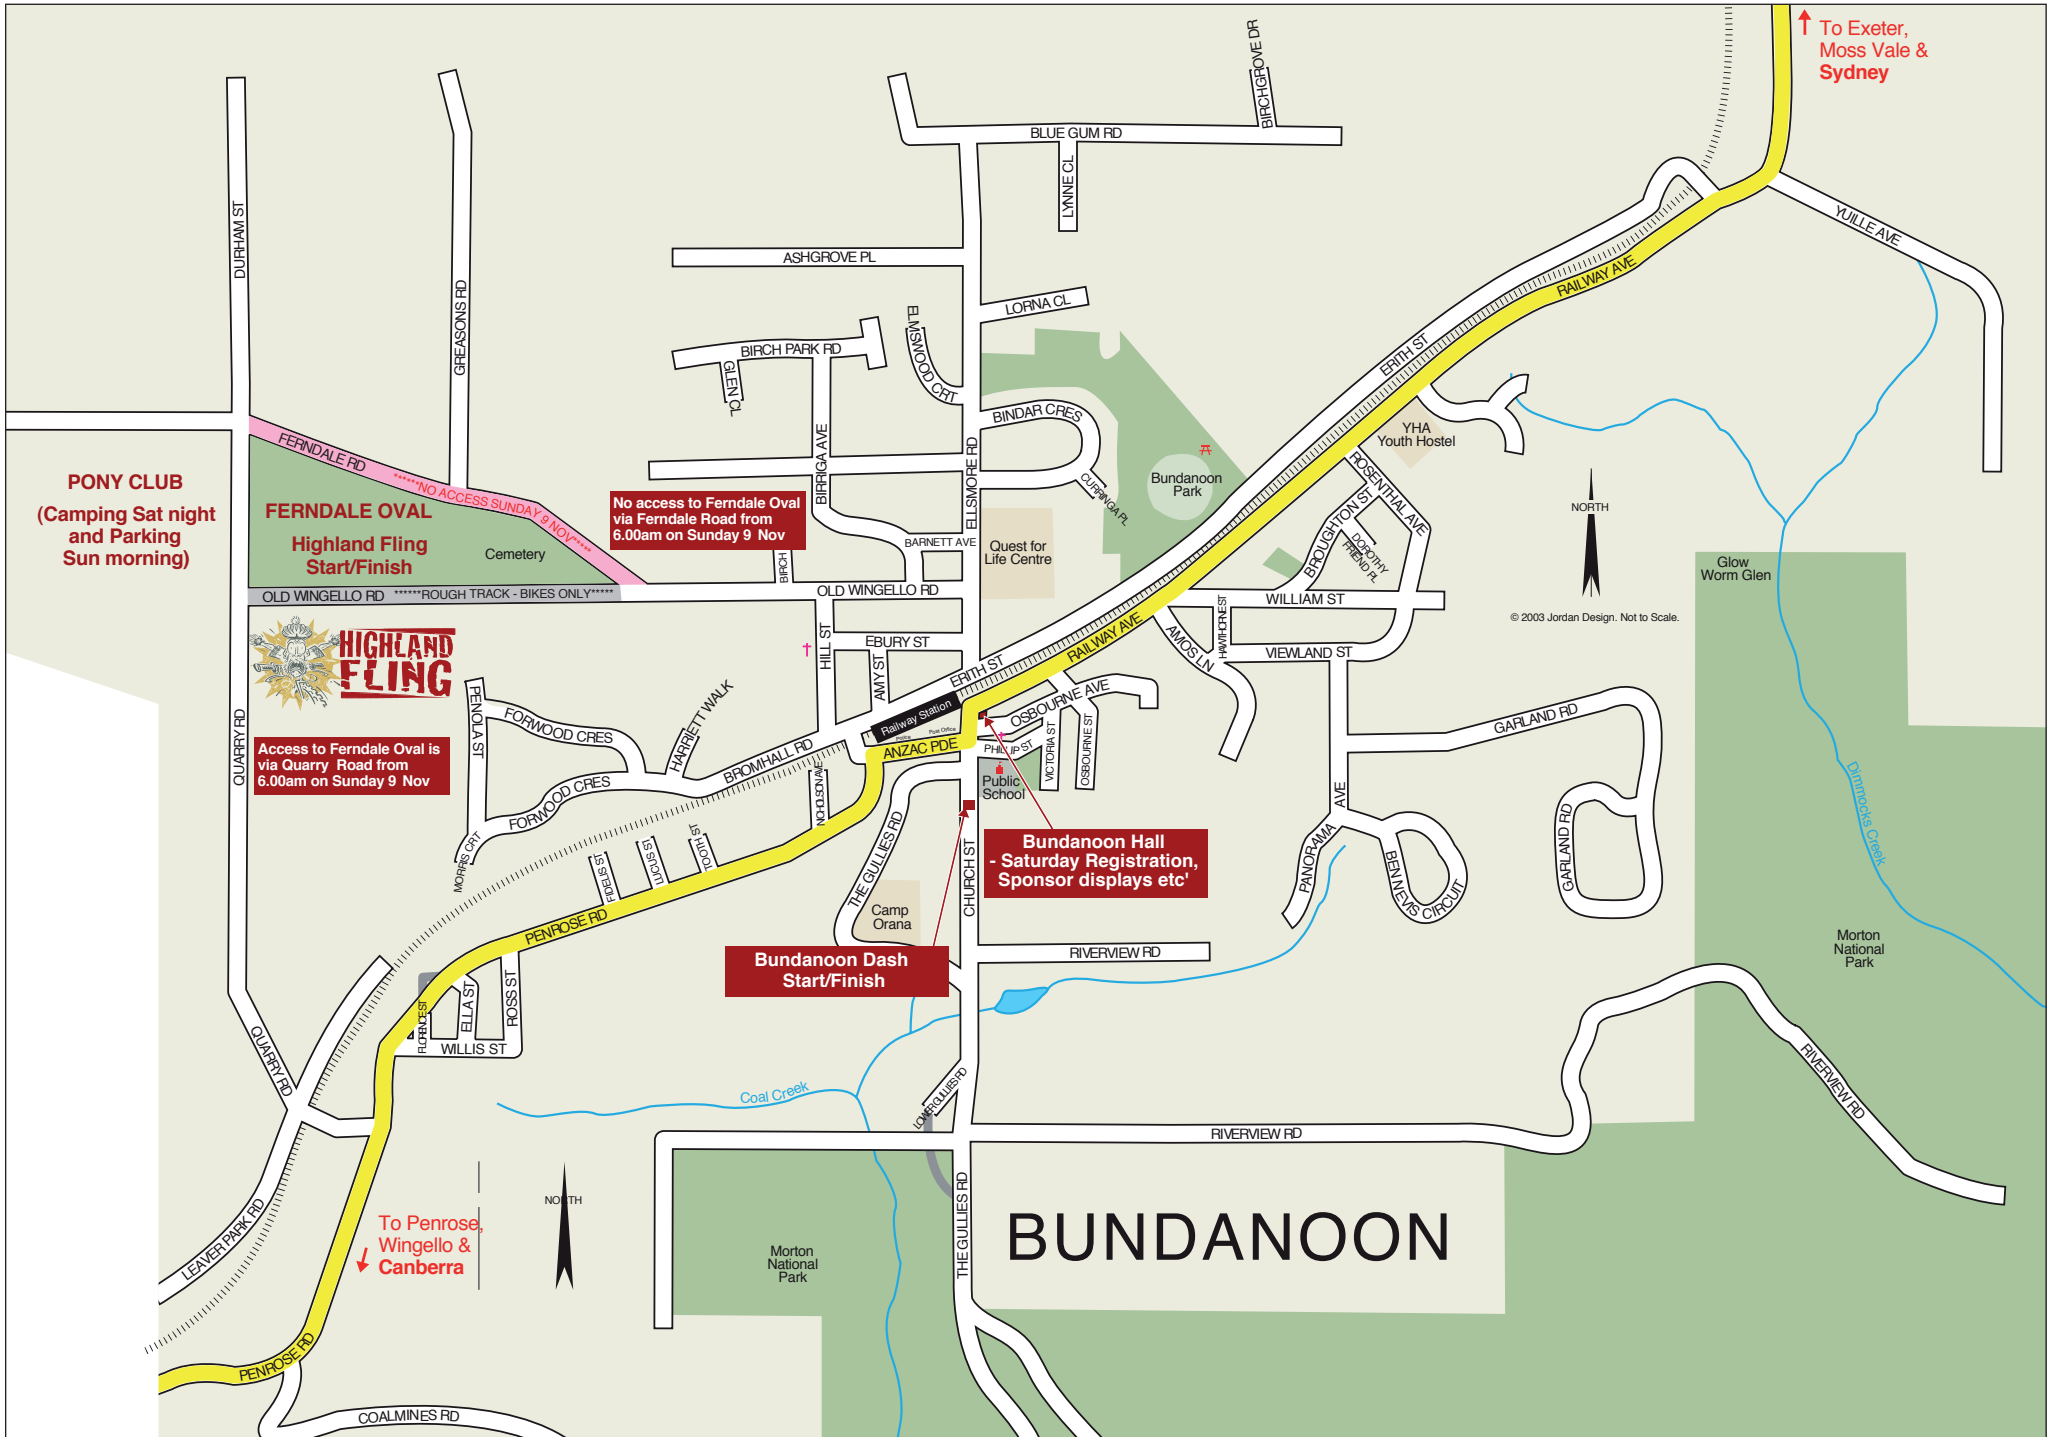 To Exeter,
Moss Vale &
Sydney
BIRCHGROVE DR
BLUE GUM RD
LYNNE CL
DURHAM ST
YUILLE AVE
ASHGROVE PL
RAILWAY AVE
GREASONS RD
LORNA CL
ELMSWOOD CRT
BIRCH PARK RD
GLEN CL
ERITH ST
BINDAR CRES
BIRRIGA AVE
ELLSMORE RD
YHA
Youth Hostel
FERNDALE RD
******NO ACCESS SUNDAY 9 NOV****
PONY CLUB
(Camping Sat night
and Parking
Sun morning)
FERNDALE OVAL
Highland Fling
Start/Finish
Cemetery
No access to Ferndale Oval
via Ferndale Road from
6.00am on Sunday 9 Nov
CURRINGA PL
Bundanoon
Park
ROSENTHAL AVE
BROUGHTON ST
DOROTHY
FRIEND PL
NORTH
BARNETT AVE
Quest for
Life Centre
BIRCH
Glow
Worm Glen
OLD WINGELLO RD
******ROUGH TRACK - BIKES ONLY*****
OLD WINGELLO RD
WILLIAM ST
© 2003 Jordan Design. Not to Scale.
HIGHLAND
FLING
HILL ST
EBURY ST
AMY ST
RAILWAY AVE
AMOS LN
HAWTHORNE ST
VIEWLAND ST
ERITH ST
PENOLA ST
FORWOOD CRES
HARRIETT WALK
Railway Station
OSBOURNE AVE
GARLAND RD
QUARRY RD
Access to Ferndale Oval is
via Quarry Road from
6.00am on Sunday 9 Nov
BROMHALL RD
Police
Post Office
ANZAC PDE
PHILLIP ST
VICTORIA ST
OSBOURNE ST
Public
School
NICHOLSON AVE
FORWOOD CRES
AVE
Dimmocks Creek
MORRIS CRT
FIDELIS ST
LUCUS ST
TOOTH ST
THE GULLIES RD
CHURCH ST
Bundanoon Hall
- Saturday Registration,
Sponsor displays etc'
PANORAMA
BEN NEVIS CIRCUIT
GARLAND RD
Camp
Orana
PENROSE RD
Bundanoon Dash
Start/Finish
RIVERVIEW RD
Morton
National
Park
FLORENCE ST
ELLA ST
ROSS ST
WILLIS ST
QUARRY RD
Coal Creek
LOWER GULLIES RD
RIVERVIEW RD
RIVERVIEW RD
LEAVER PARK RD
To Penrose,
Wingello &
Canberra
NORTH
THE GULLIES RD
BUNDANOON
Morton
National
Park
PENROSE RD
COALMINES RD